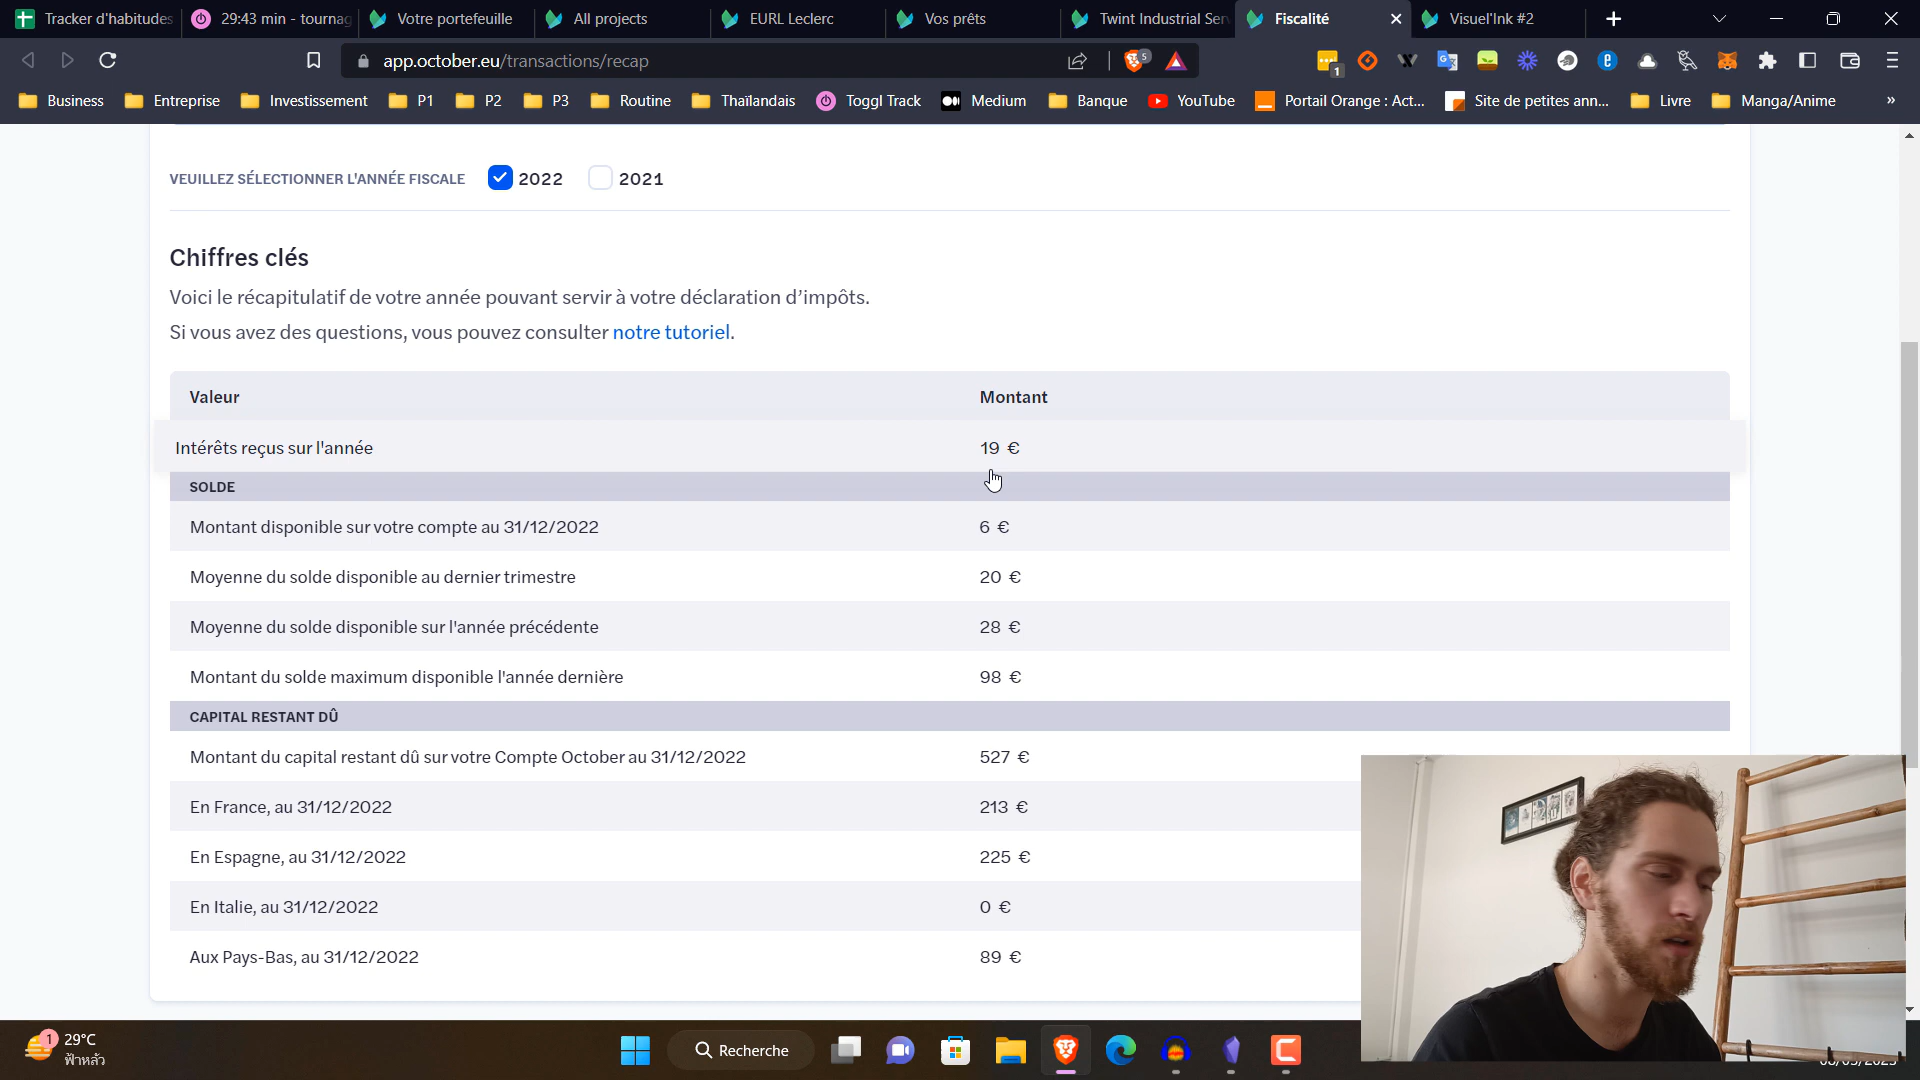 Tracker d'habitudes
29:43 min - tournag
Votre portefeuille
All projects
EURL Leclerc
Vos prêts
Twint Industrial Ser
Fiscalité
Visuel'Ink #2
app.october.eu/transactions/recap
5
1
Business
Entreprise
Investissement
P1
P2
P3
Routine
Thaïlandais
Toggl Track
Medium
Banque
YouTube
Portail Orange : Act...
Site de petites ann...
Livre
Manga/Anime
»
VEUILLEZ SÉLECTIONNER L'ANNÉE FISCALE
2022
2021
Chiffres clés
Voici le récapitulatif de votre année pouvant servir à votre déclaration d’impôts.
Si vous avez des questions, vous pouvez consulter notre tutoriel.
Valeur Montant
Intérêts reçus sur l'année 19 €
SOLDE
Montant disponible sur votre compte au 31/12/2022 6 €
Moyenne du solde disponible au dernier trimestre 20 €
Moyenne du solde disponible sur l'année précédente 28 €
Montant du solde maximum disponible l'année dernière 98 €
CAPITAL RESTANT DÛ
Montant du capital restant dû sur votre Compte October au 31/12/2022 527 €
En France, au 31/12/2022 213 €
En Espagne, au 31/12/2022 225 €
En Italie, au 31/12/2022 0 €
Aux Pays-Bas, au 31/12/2022 89 €
1
29°C
ฟ้าหลัว
Recherche